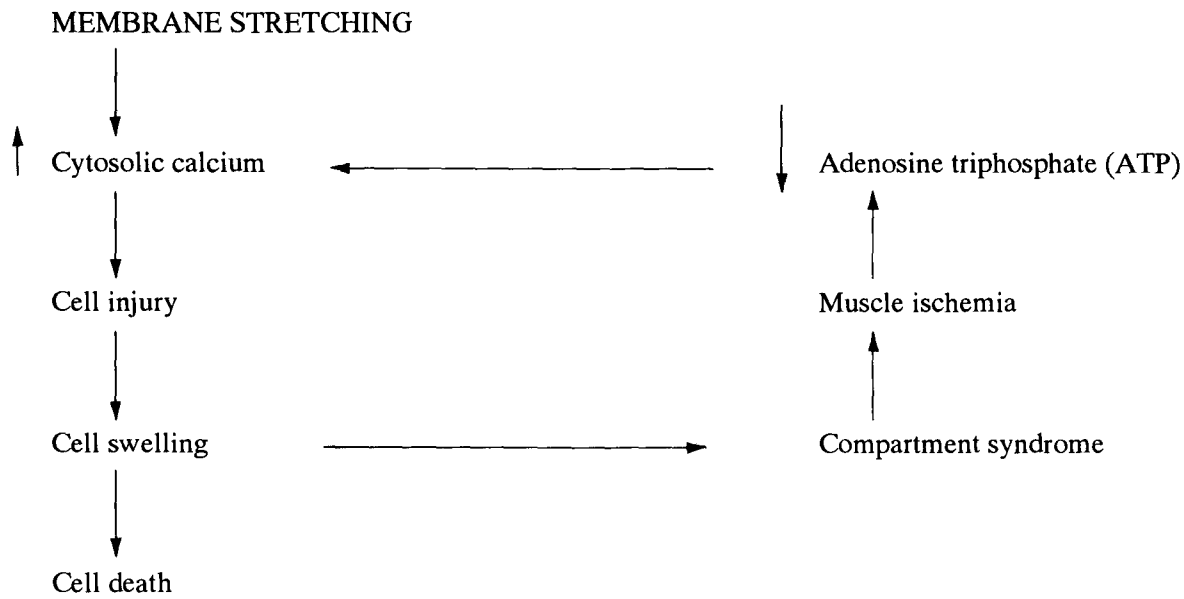 MEMBRANE STRETCHING
Cytosolic calcium
Adenosine triphosphate (ATP)
Cell injury
Muscle ischemia
Cell swelling
Compartment syndrome
Cell death